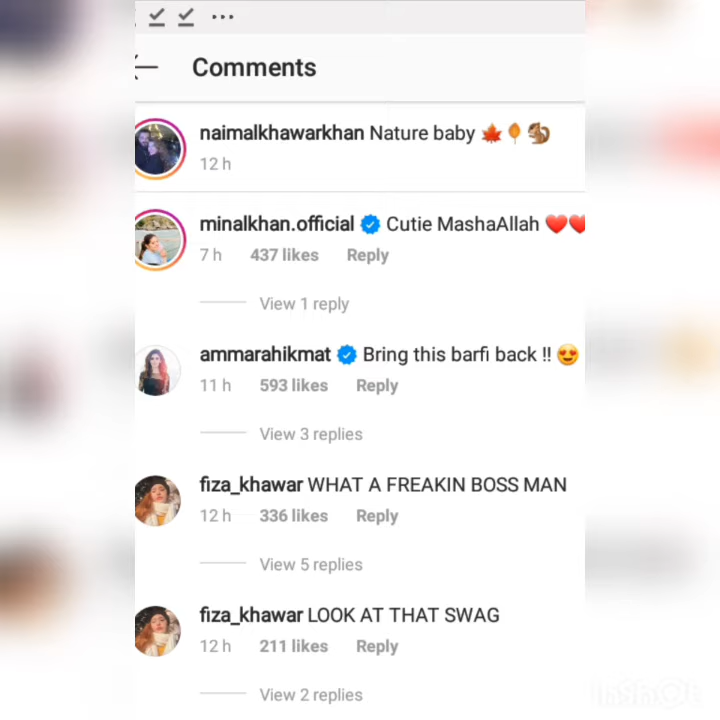 Comments
naimalkhawarkhan Nature baby 🍁🍂🐿️
12 h
minalkhan.official Cutie MashaAllah ❤️❤️
7 h 437 likes Reply
View 1 reply
ammarahikmat Bring this barfi back !! 😍
11 h 593 likes Reply
View 3 replies
fiza_khawar WHAT A FREAKIN BOSS MAN
12 h 336 likes Reply
View 5 replies
fiza_khawar LOOK AT THAT SWAG
12 h 211 likes Reply
View 2 replies
InShOt